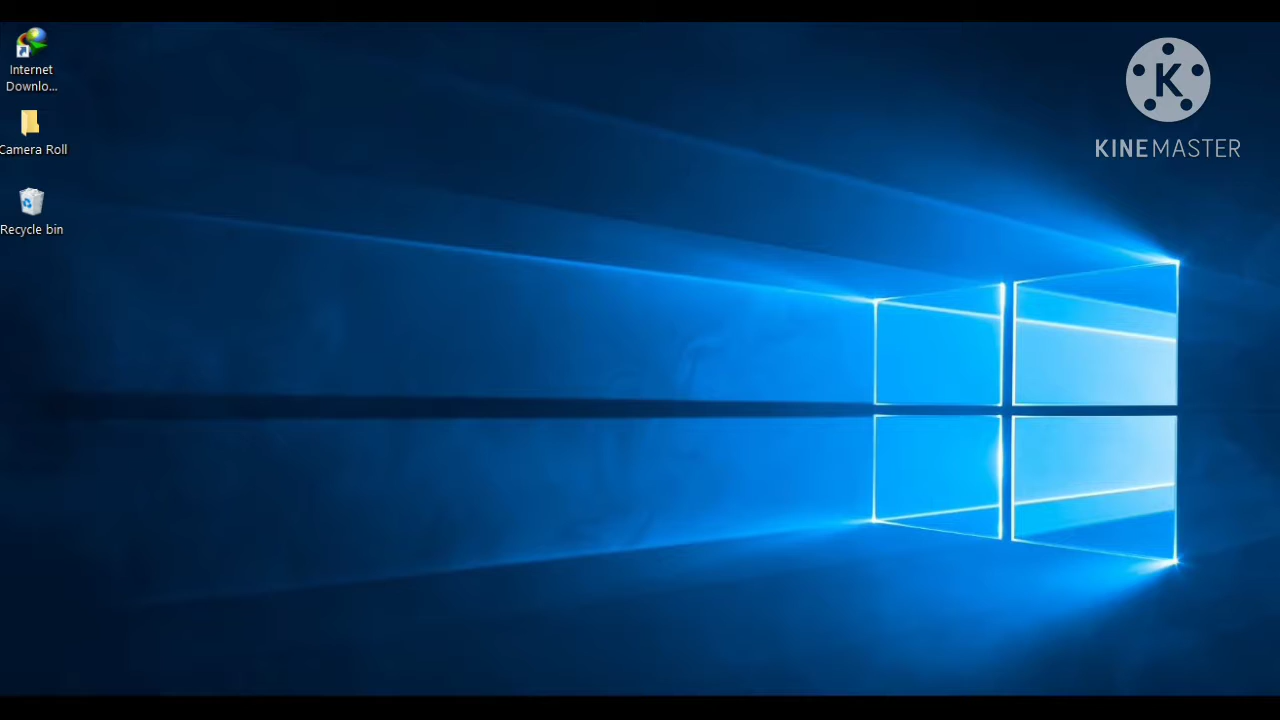 Internet
Downlo...
Camera Roll
Recycle bin
K
KINEMASTER